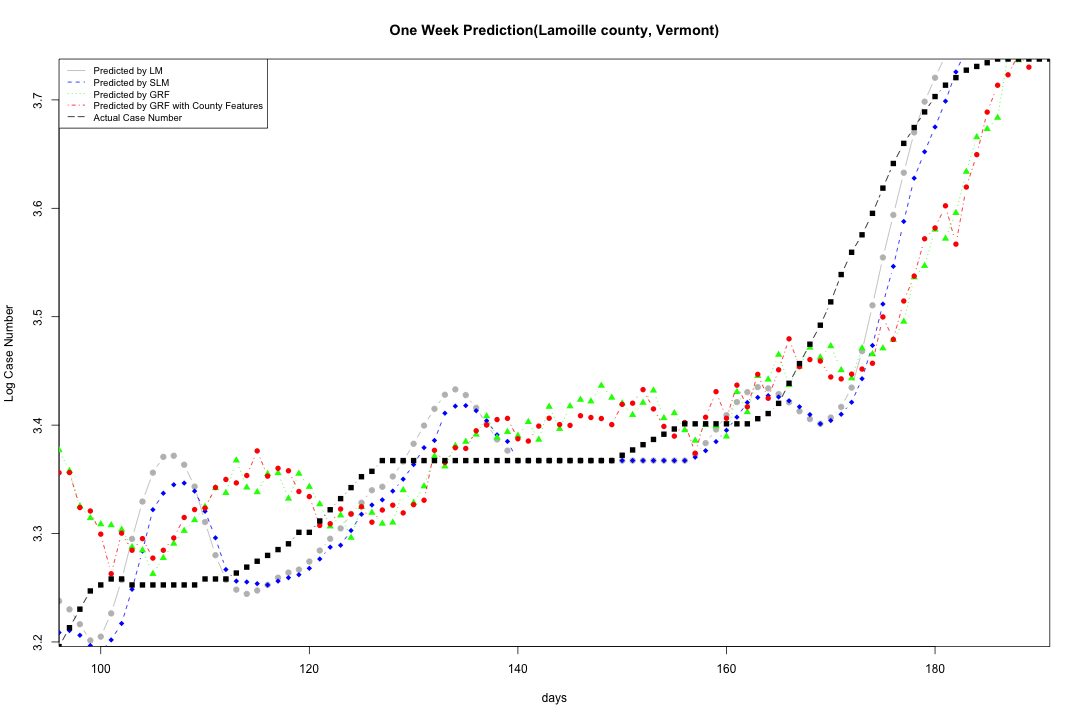 One Week Prediction(Lamoille county, Vermont)
Predicted by LM
Predicted by SLM
Predicted by GRF
Predicted by GRF with County Features
Actual Case Number
Log Case Number
3.7
3.6
3.5
3.4
3.3
3.2
100 120 140 160 180
days